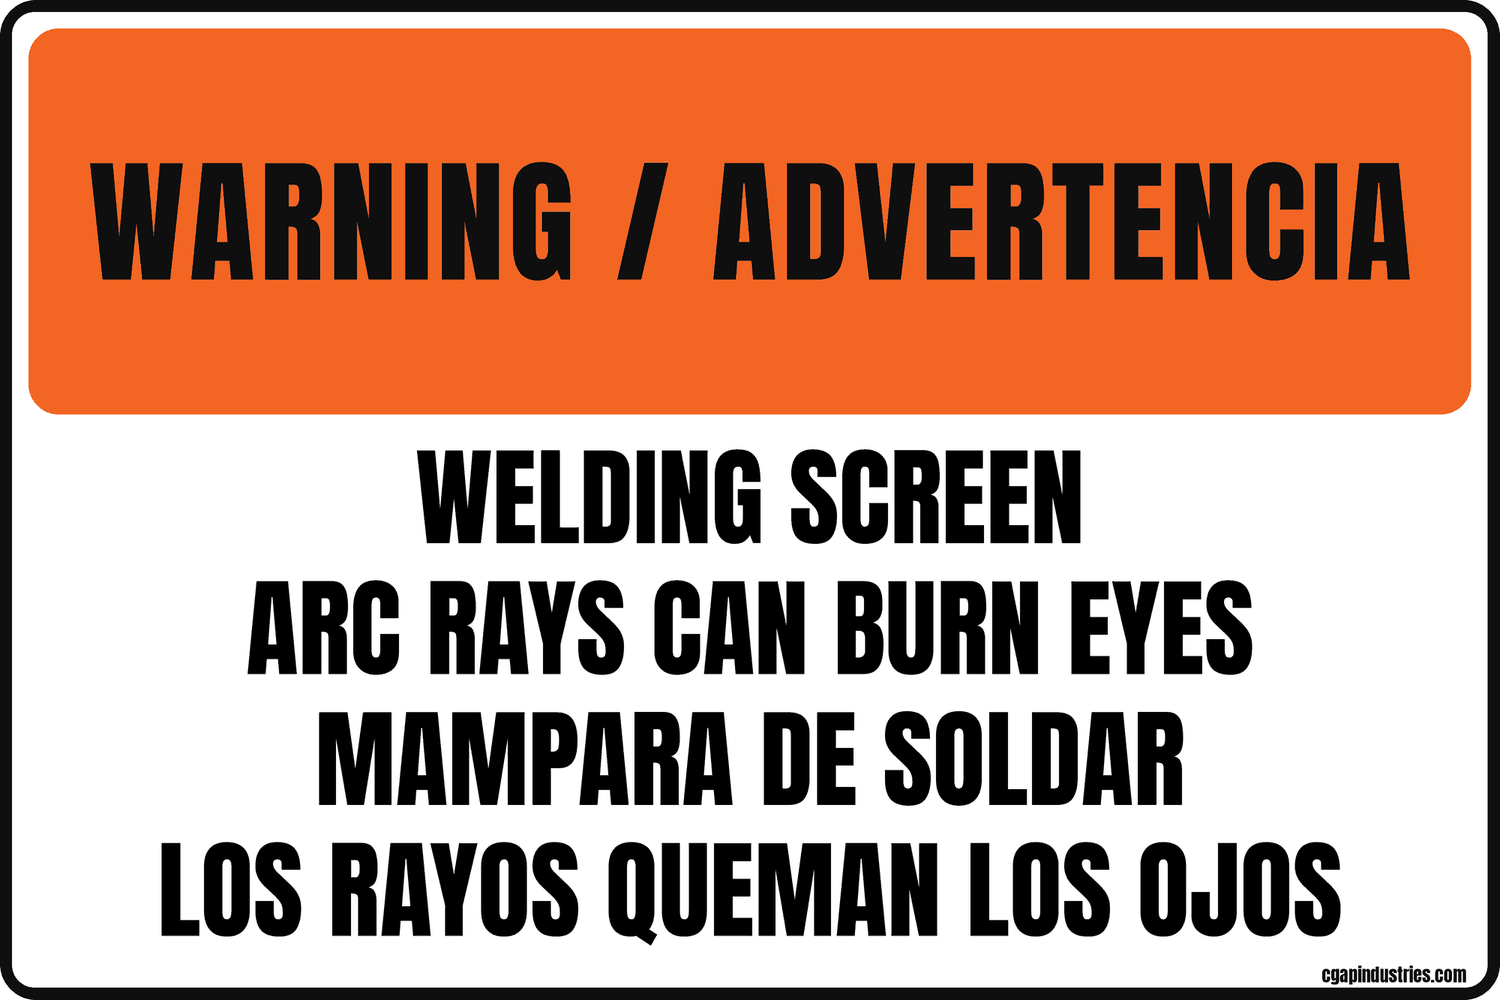 WARNING / ADVERTENCIA
WELDING SCREEN
ARC RAYS CAN BURN EYES
MAMPARA DE SOLDAR
LOS RAYOS QUEMAN LOS OJOS
cgapindustries.com